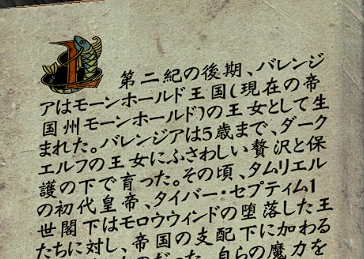 第二紀の後期、バレンジ
アはモーンホールド王国(現在の帝
国州モーンホールド)の王女として生
まれた。バレンジアは5歳まで、ダーク
エルフの王女にふさわしい贅沢と保
護の下で育った。その頃、タムリエル
の初代皇帝、タイバー・セプティム1
世閣下はモロウウィンドの堕落した王
たちに対し、帝国の支配下に加わる
自らの魔力を